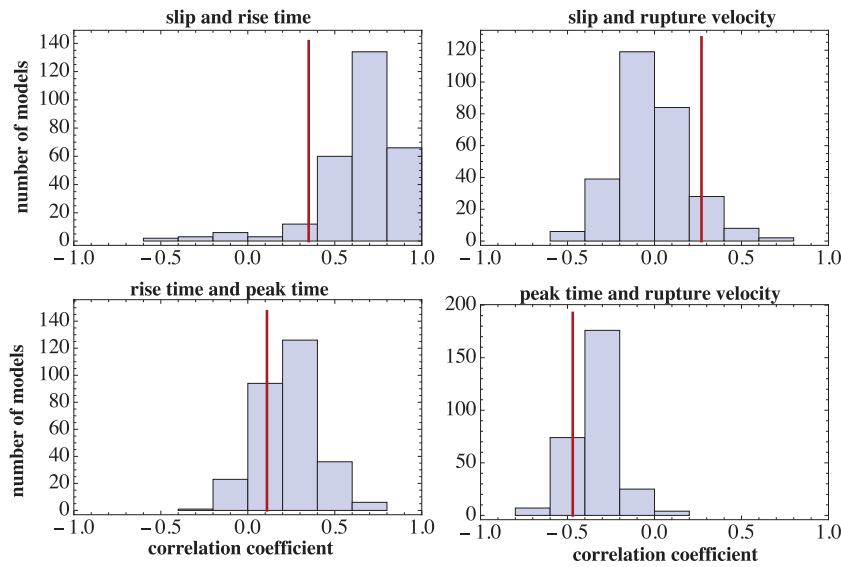 slip and rise time
number of models
140
120
100
80
60
40
20
0
−1.0 −0.5 0.0 0.5 1.0
slip and rupture velocity
120
100
80
60
40
20
0
−1.0 −0.5 0.0 0.5 1.0
rise time and peak time
number of models
140
120
100
80
60
40
20
0
−1.0 −0.5 0.0 0.5 1.0
correlation coefficient
peak time and rupture velocity
200
150
100
50
0
−1.0 −0.5 0.0 0.5 1.0
correlation coefficient